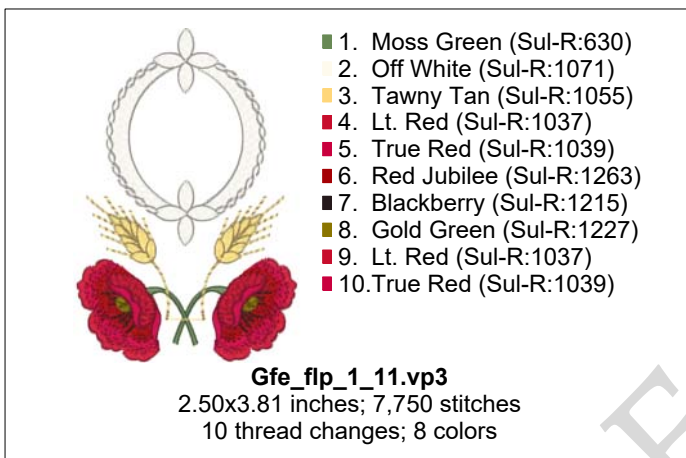 1. Moss Green (Sul-R:630)
2. Off White (Sul-R:1071)
3. Tawny Tan (Sul-R:1055)
4. Lt. Red (Sul-R:1037)
5. True Red (Sul-R:1039)
6. Red Jubilee (Sul-R:1263)
7. Blackberry (Sul-R:1215)
8. Gold Green (Sul-R:1227)
9. Lt. Red (Sul-R:1037)
10.True Red (Sul-R:1039)
Gfe_flp_1_11.vp3
2.50x3.81 inches; 7,750 stitches
10 thread changes; 8 colors